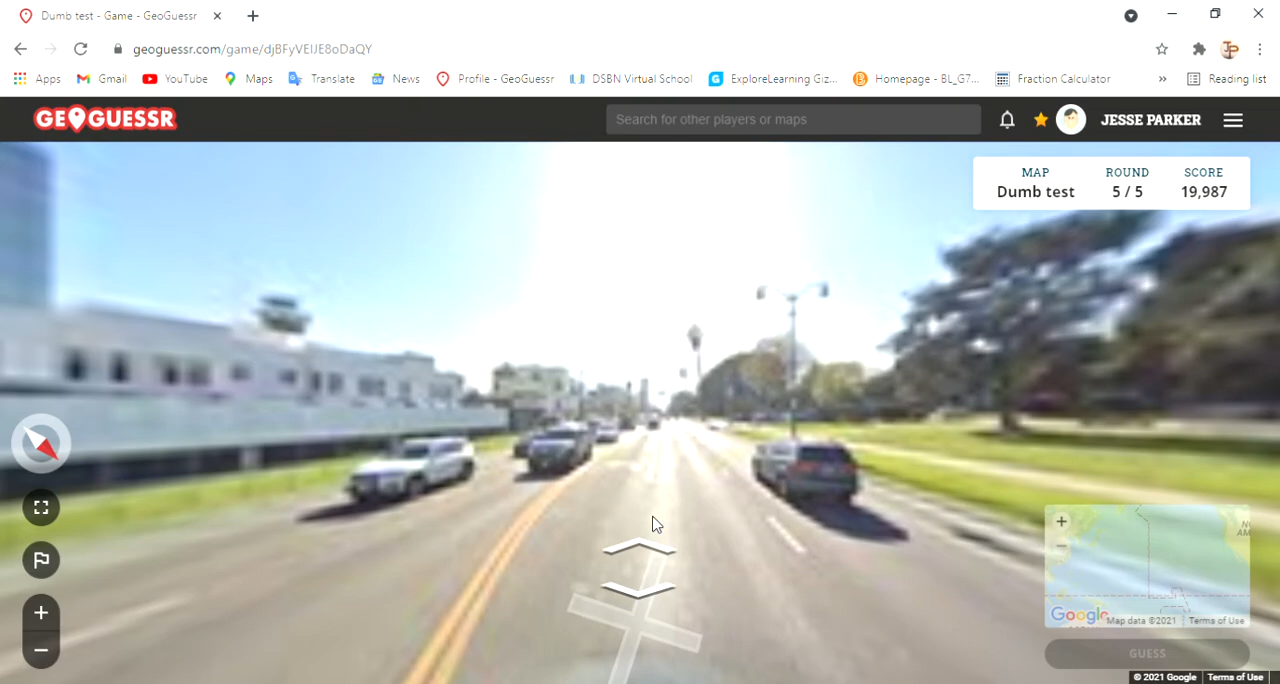 Dumb test - Game - GeoGuessr
geoguessr.com/game/djBFyVElJE8oDaQY
Apps Gmail YouTube Maps Translate News Profile - GeoGuessr DSBN Virtual School ExploreLearning Giz... Homepage - BL_G7... Fraction Calculator » Reading list
GEOGUESSR Search for other players or maps JESSE PARKER
MAP ROUND SCORE
Dumb test 5 / 5 19,987
Google Map data ©2021 Terms of Use
GUESS
© 2021 Google Terms of Use